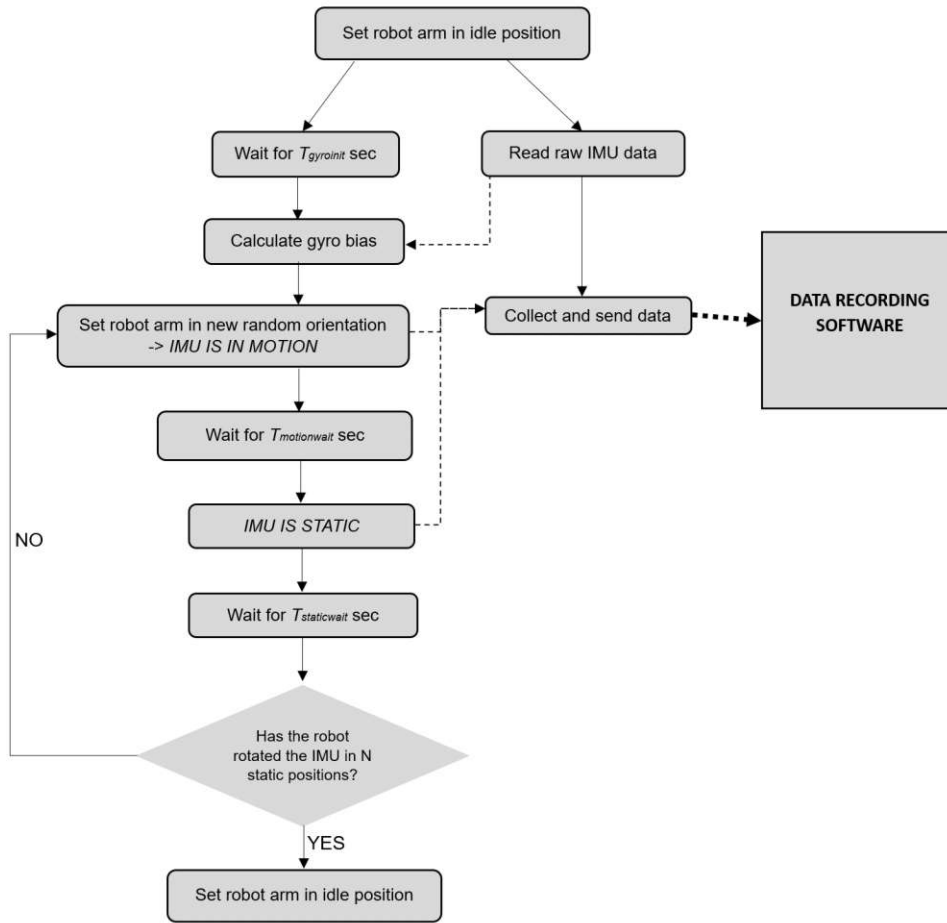 Set robot arm in idle position
Wait for Tgyroinit sec
Read raw IMU data
Calculate gyro bias
Set robot arm in new random orientation
-> IMU IS IN MOTION
Collect and send data
DATA RECORDING
SOFTWARE
Wait for Tmotionwait sec
IMU IS STATIC
NO
Wait for Tstaticwait sec
Has the robot
rotated the IMU in N
static positions?
YES
Set robot arm in idle position